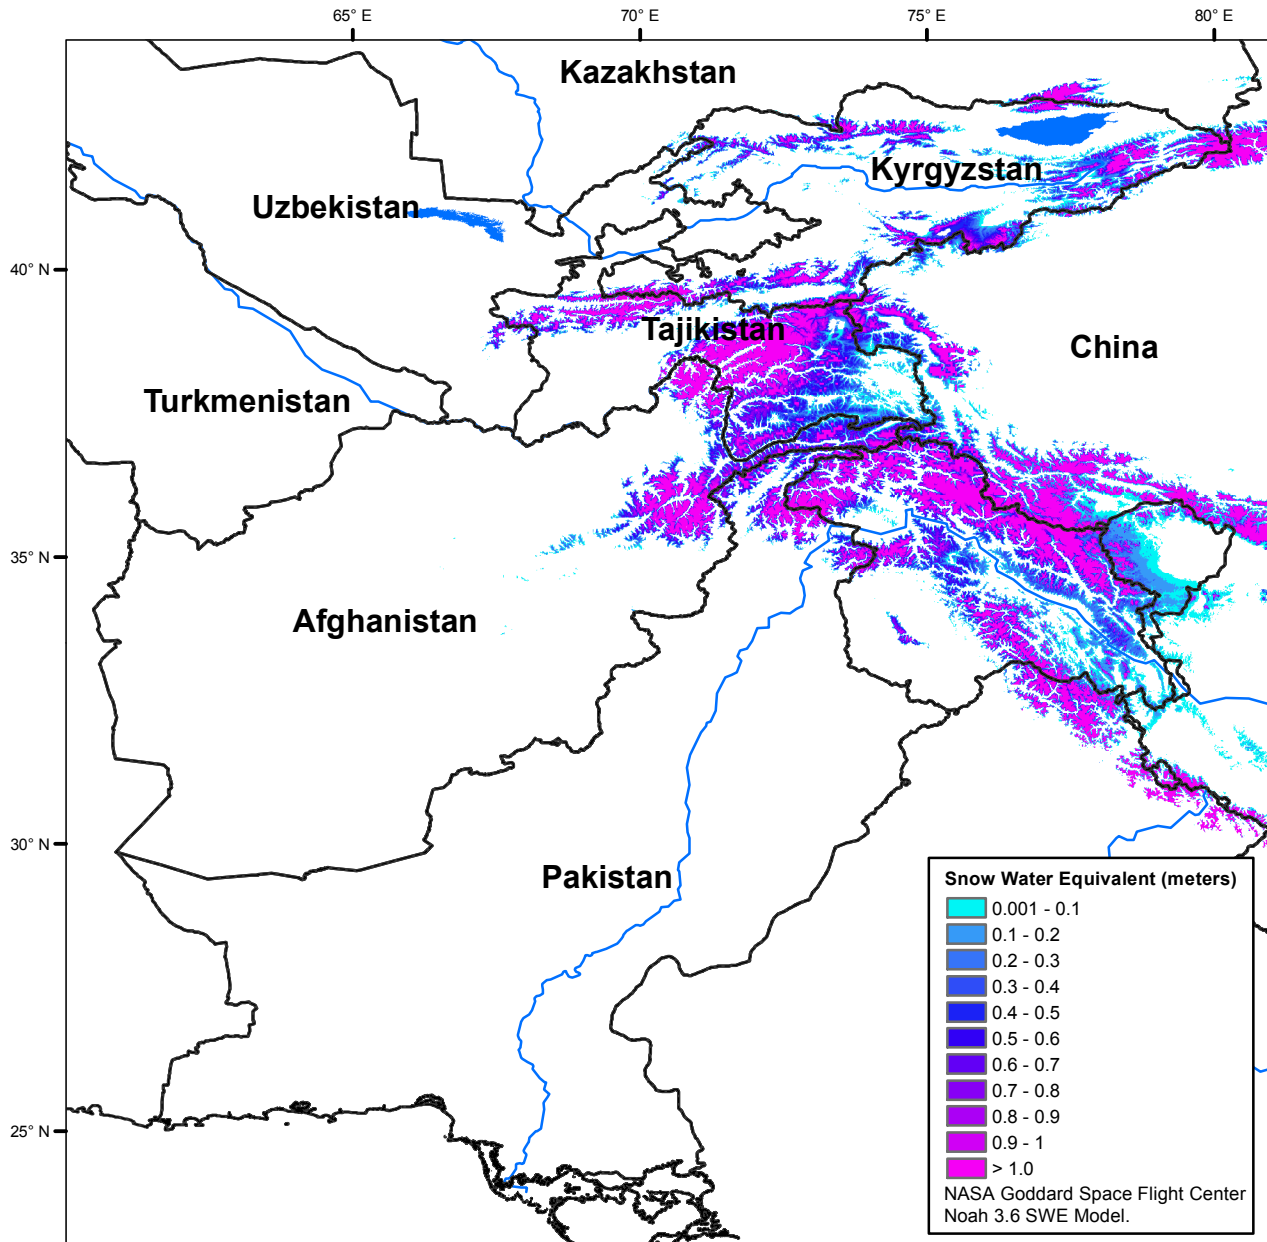 65° E
70° E
75° E
80° E
Kazakhstan
Kyrgyzstan
Uzbekistan
40° N
Tajikistan
China
Turkmenistan
35° N
Afghanistan
30° N
Pakistan
25° N
Snow Water Equivalent (meters)
0.001 - 0.1
0.1 - 0.2
0.2 - 0.3
0.3 - 0.4
0.4 - 0.5
0.5 - 0.6
0.6 - 0.7
0.7 - 0.8
0.8 - 0.9
0.9 - 1
> 1.0
NASA Goddard Space Flight Center
Noah 3.6 SWE Model.